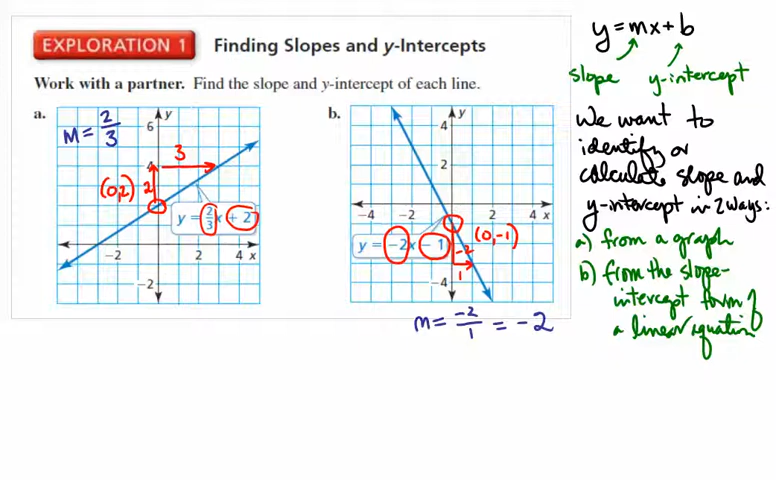 EXPLORATION 1 Finding Slopes and y-Intercepts
Work with a partner. Find the slope and y-intercept of each line.
a.
M = 2/3
y
6
4
3
(0,2)
2
y = 2/3 x + 2
-2
2
4 x
-2
b.
y
4
2
-4
-2
2
4 x
y = -2x - 1
(0,-1)
-2
1
-4
m = -2/1 = -2
y = mx + b
slope y-intercept
We want to
identify or
calculate slope and
y-intercept in 2 ways:
a) from a graph
b) from the slope-
intercept form of
a linear equation